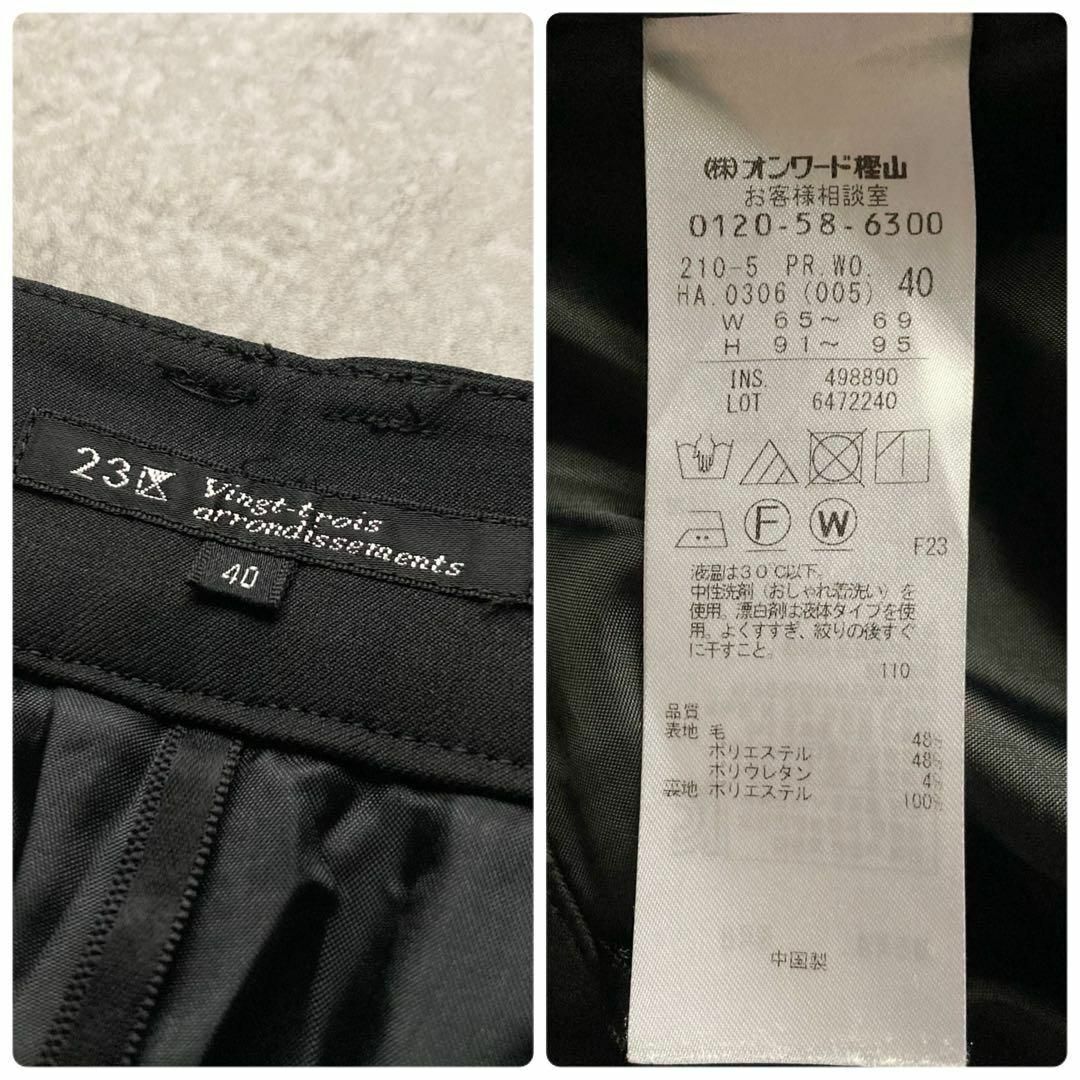 23区 Vingt-trois
arrondissements
40
(株)オンワード樫山
お客様相談室
0120-58-6300
210-5 PR.WO. 40
HA.0306 (005)
W 65~ 69
H 91~ 95
INS. 498890
LOT 6472240
F W
F23
液温は30℃以下。
中性洗剤(おしゃれ着洗い)を
使用。漂白剤は液体タイプを使
用。よくすすぎ、絞りの後すぐ
に干すこと。
110
品質
表地 毛 48%
ポリエステル 48%
ポリウレタン 4%
裏地 ポリエステル 100%
中国製